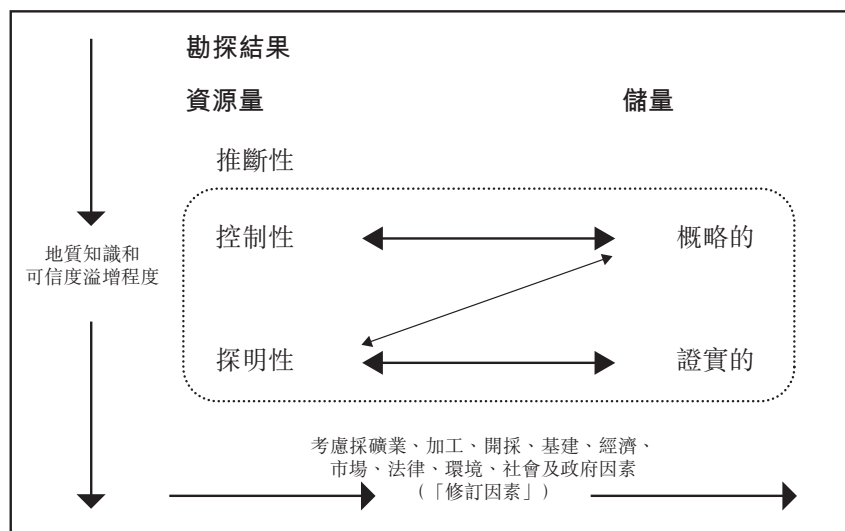 勘探結果
資源量 儲量
推斷性
控制性 概略的
地質知識和
可信度溢增程度
探明性 證實的
考慮採礦業、加工、開採、基建、經濟、
市場、法律、環境、社會及政府因素
(「修訂因素」)